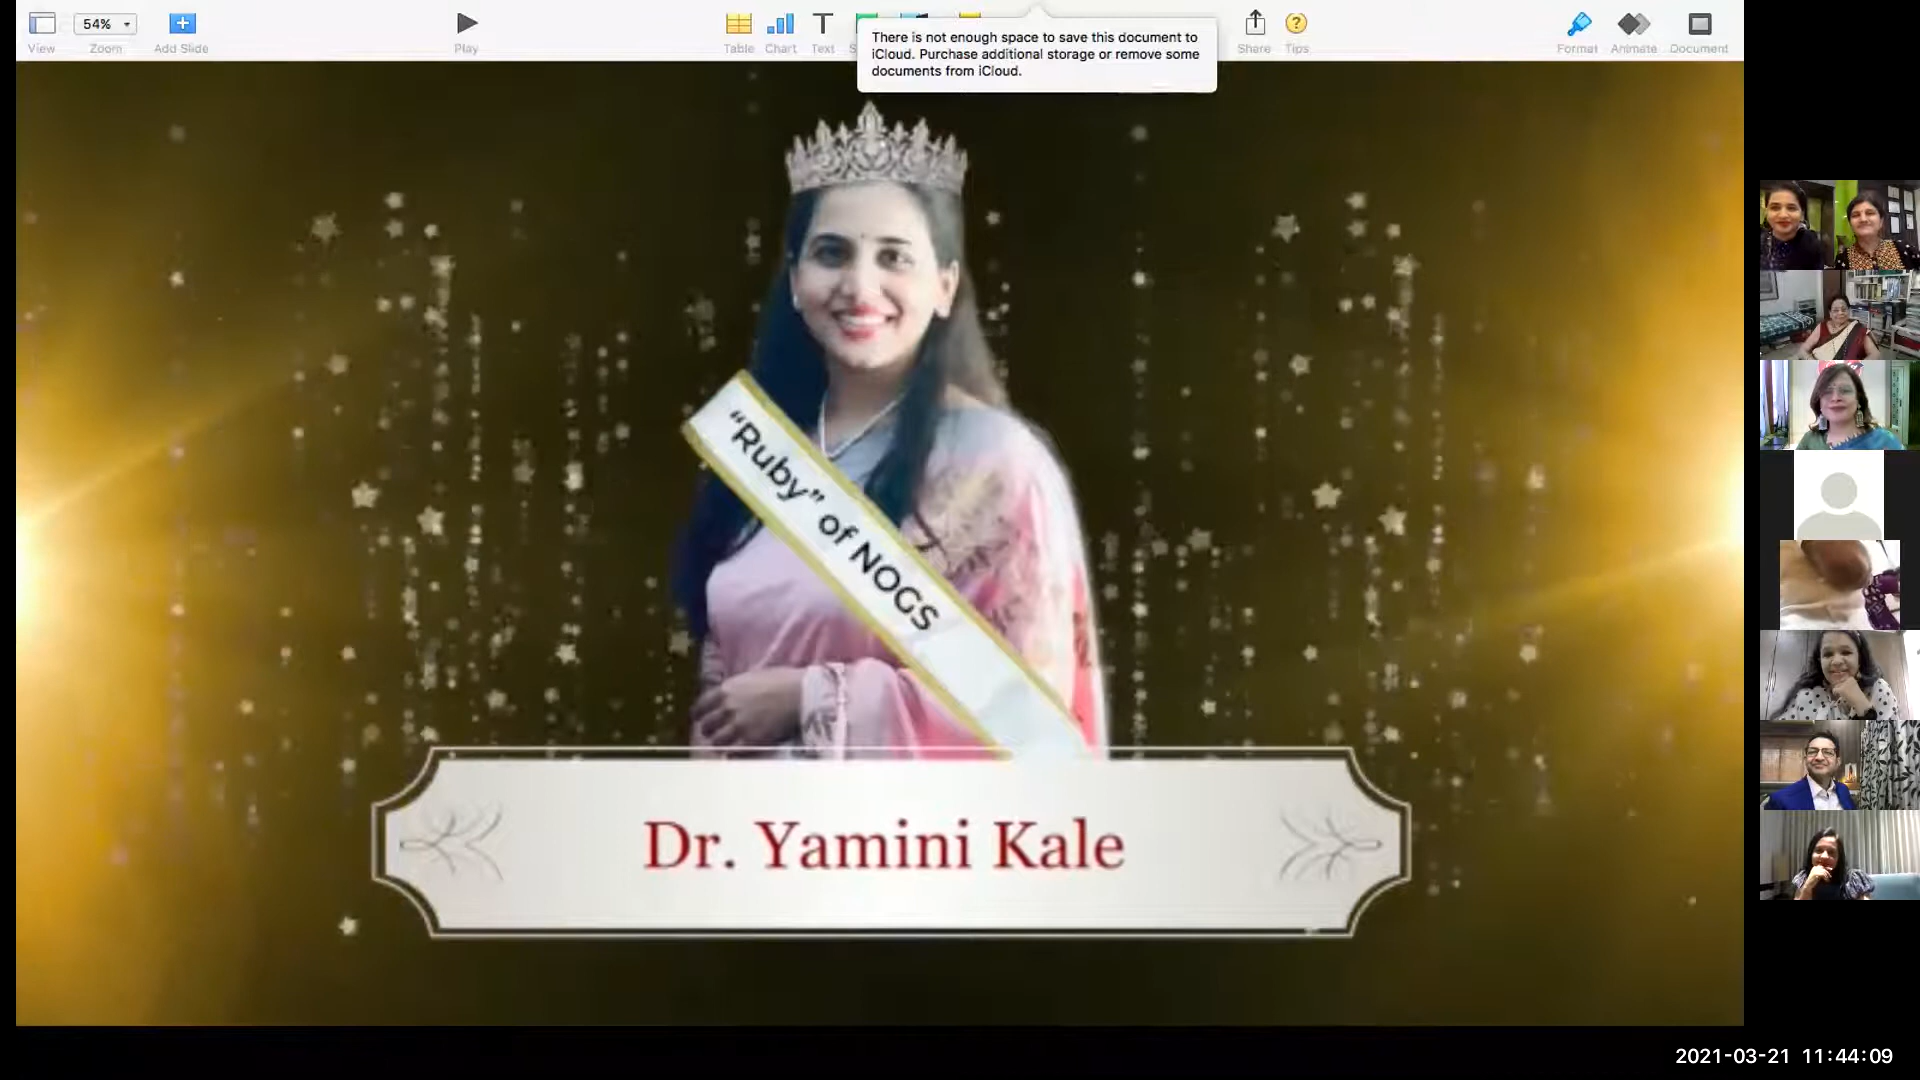 View
54%
Zoom
Add Slide
Play
Table
Chart
Text
There is not enough space to save this document to
iCloud. Purchase additional storage or remove some
documents from iCloud.
Share
Tips
Format
Animate
Document
“Ruby” of NOGS
Dr. Yamini Kale
2021-03-21 11:44:09